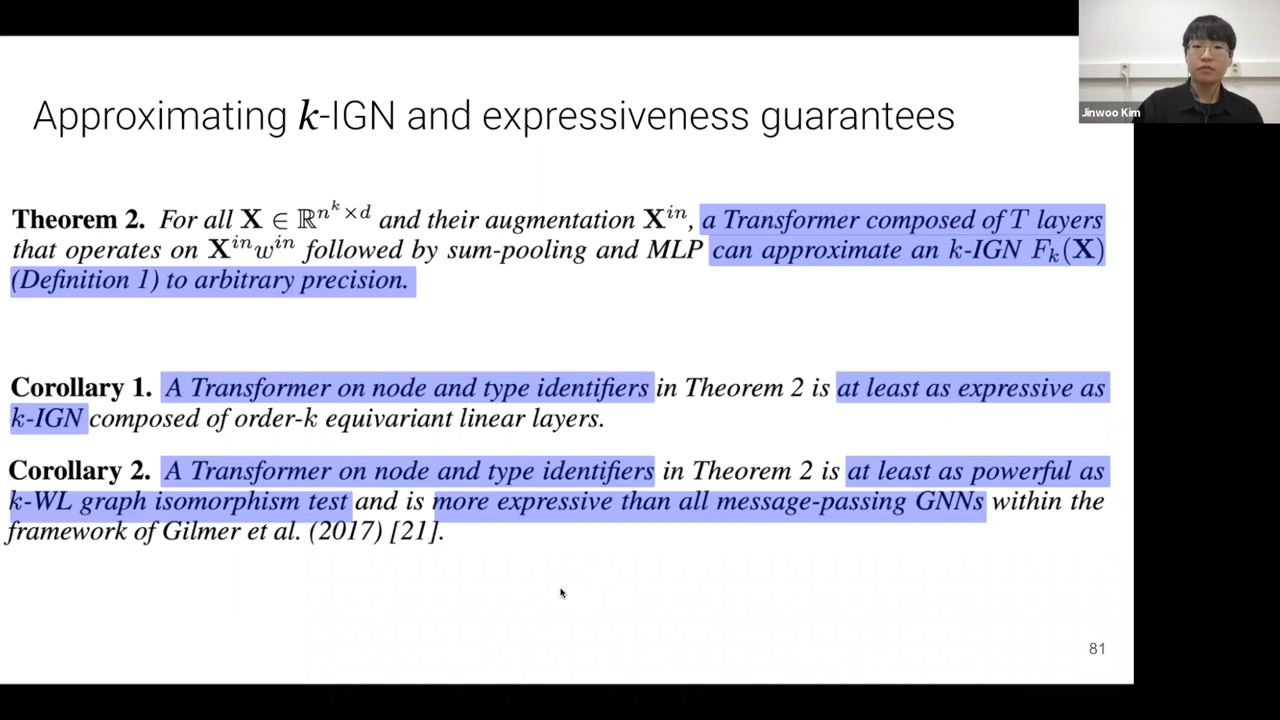 Approximating k-IGN and expressiveness guarantees
Jinwoo Kim
Theorem 2. For all X ∈ ℝ^{n^k×d} and their augmentation X^{in}, a Transformer composed of T layers
that operates on X^{in}w^{in} followed by sum-pooling and MLP can approximate an k-IGN F_k(X)
(Definition 1) to arbitrary precision.
Corollary 1. A Transformer on node and type identifiers in Theorem 2 is at least as expressive as
k-IGN composed of order-k equivariant linear layers.
Corollary 2. A Transformer on node and type identifiers in Theorem 2 is at least as powerful as
k-WL graph isomorphism test and is more expressive than all message-passing GNNs within the
framework of Gilmer et al. (2017) [21].
81